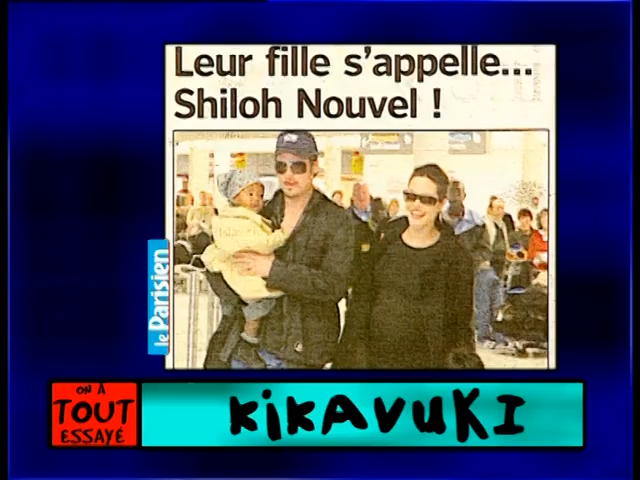 Leur fille s'appelle...
Shiloh Nouvel !
le Parisien
ON A
TOUT
ESSAYÉ
KiKAVUKI